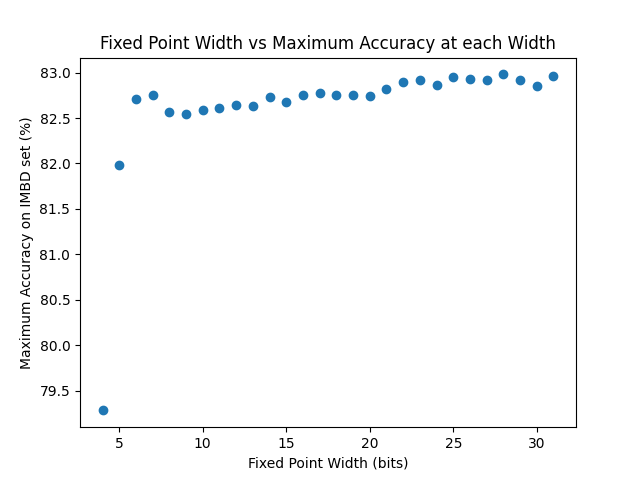 Fixed Point Width vs Maximum Accuracy at each Width
83.0
82.5
82.0
81.5
81.0
80.5
80.0
79.5
Maximum Accuracy on IMBD set (%)
5 10 15 20 25 30
Fixed Point Width (bits)